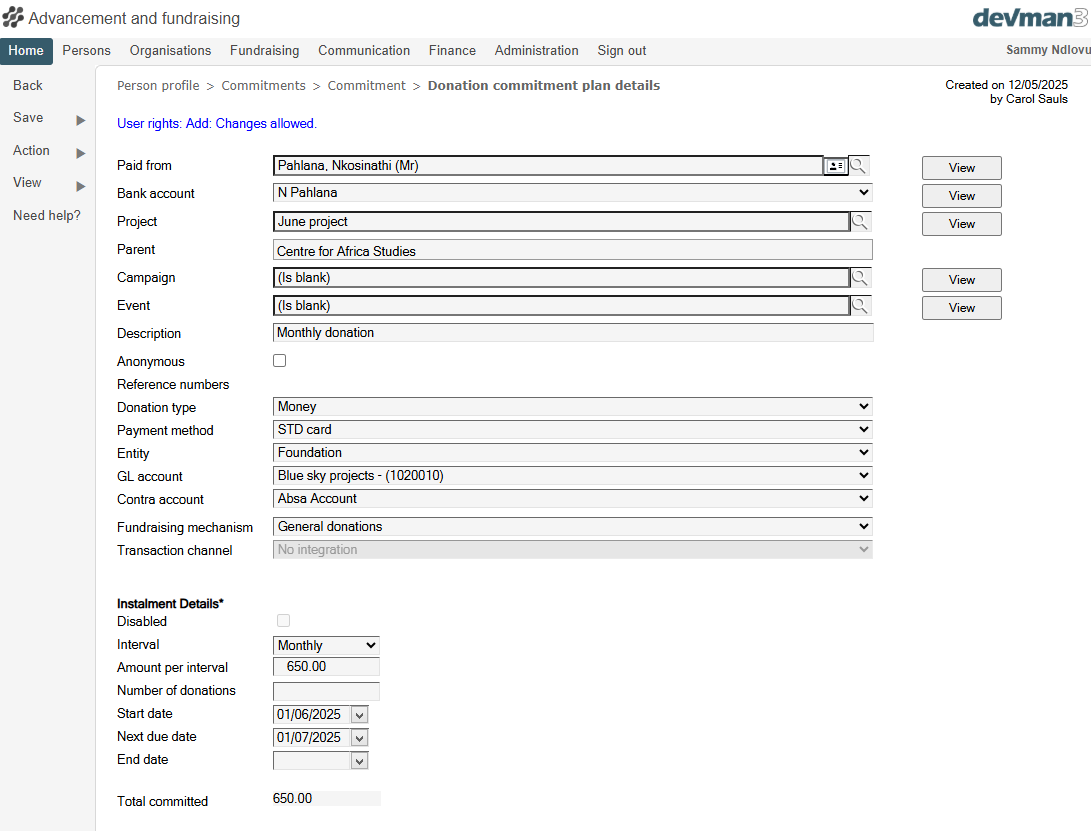 Advancement and fundraising
devman3
Home Persons Organisations Fundraising Communication Finance Administration Sign out
Sammy Ndlovu
Back
Save
Action
View
Need help?
Person profile > Commitments > Commitment > Donation commitment plan details
Created on 12/05/2025
by Carol Sauls
User rights: Add: Changes allowed.
Paid from Pahlana, Nkosinathi (Mr) View
Bank account N Pahlana View
Project June project View
Parent Centre for Africa Studies
Campaign (Is blank) View
Event (Is blank) View
Description Monthly donation
Anonymous
Reference numbers
Donation type Money
Payment method STD card
Entity Foundation
GL account Blue sky projects - (1020010)
Contra account Absa Account
Fundraising mechanism General donations
Transaction channel No integration
Instalment Details*
Disabled
Interval Monthly
Amount per interval 650.00
Number of donations
Start date 01/06/2025
Next due date 01/07/2025
End date
Total committed 650.00